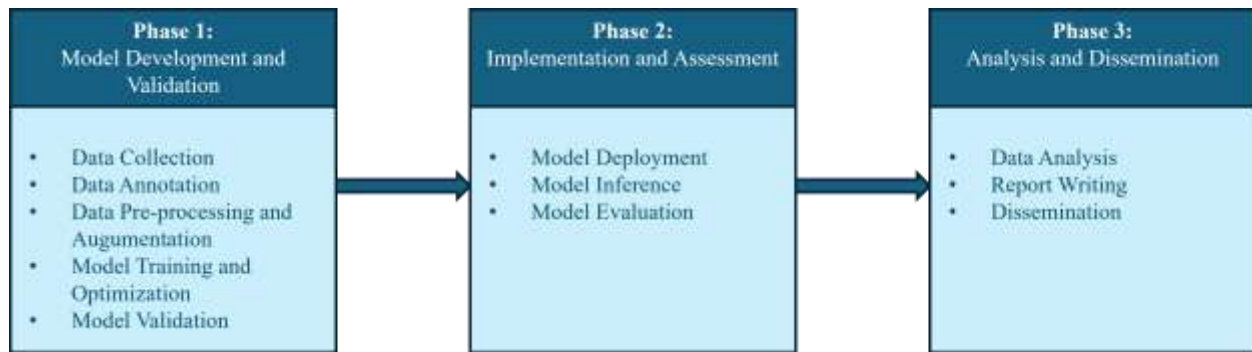 Phase 1:
Model Development and
Validation
• Data Collection
• Data Annotation
• Data Pre-processing and
Augumentation
• Model Training and
Optimization
• Model Validation
Phase 2:
Implementation and Assessment
• Model Deployment
• Model Inference
• Model Evaluation
Phase 3:
Analysis and Dissemination
• Data Analysis
• Report Writing
• Dissemination